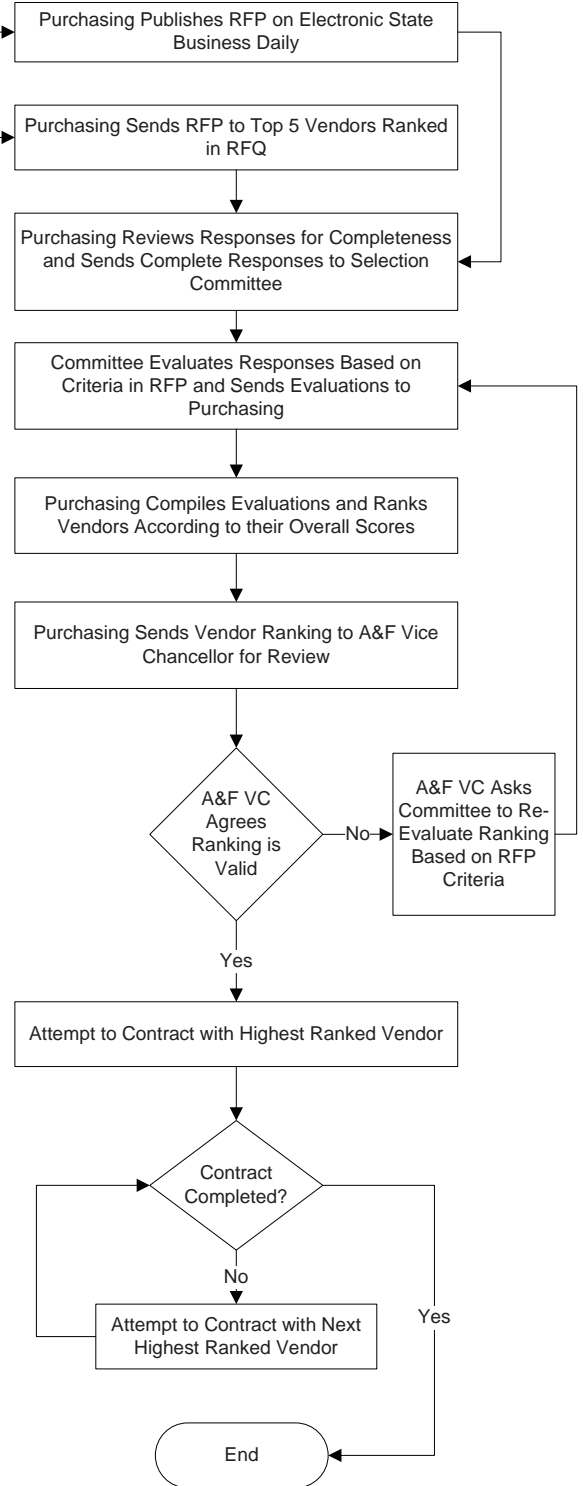 Purchasing Publishes RFP on Electronic State
Business Daily
Purchasing Sends RFP to Top 5 Vendors Ranked
in RFQ
Purchasing Reviews Responses for Completeness
and Sends Complete Responses to Selection
Committee
Committee Evaluates Responses Based on
Criteria in RFP and Sends Evaluations to
Purchasing
Purchasing Compiles Evaluations and Ranks
Vendors According to their Overall Scores
Purchasing Sends Vendor Ranking to A&F Vice
Chancellor for Review
A&F VC
Agrees
Ranking is
Valid
No
A&F VC Asks
Committee to Re-
Evaluate Ranking
Based on RFP
Criteria
Yes
Attempt to Contract with Highest Ranked Vendor
Contract
Completed?
No
Attempt to Contract with Next
Highest Ranked Vendor
Yes
End